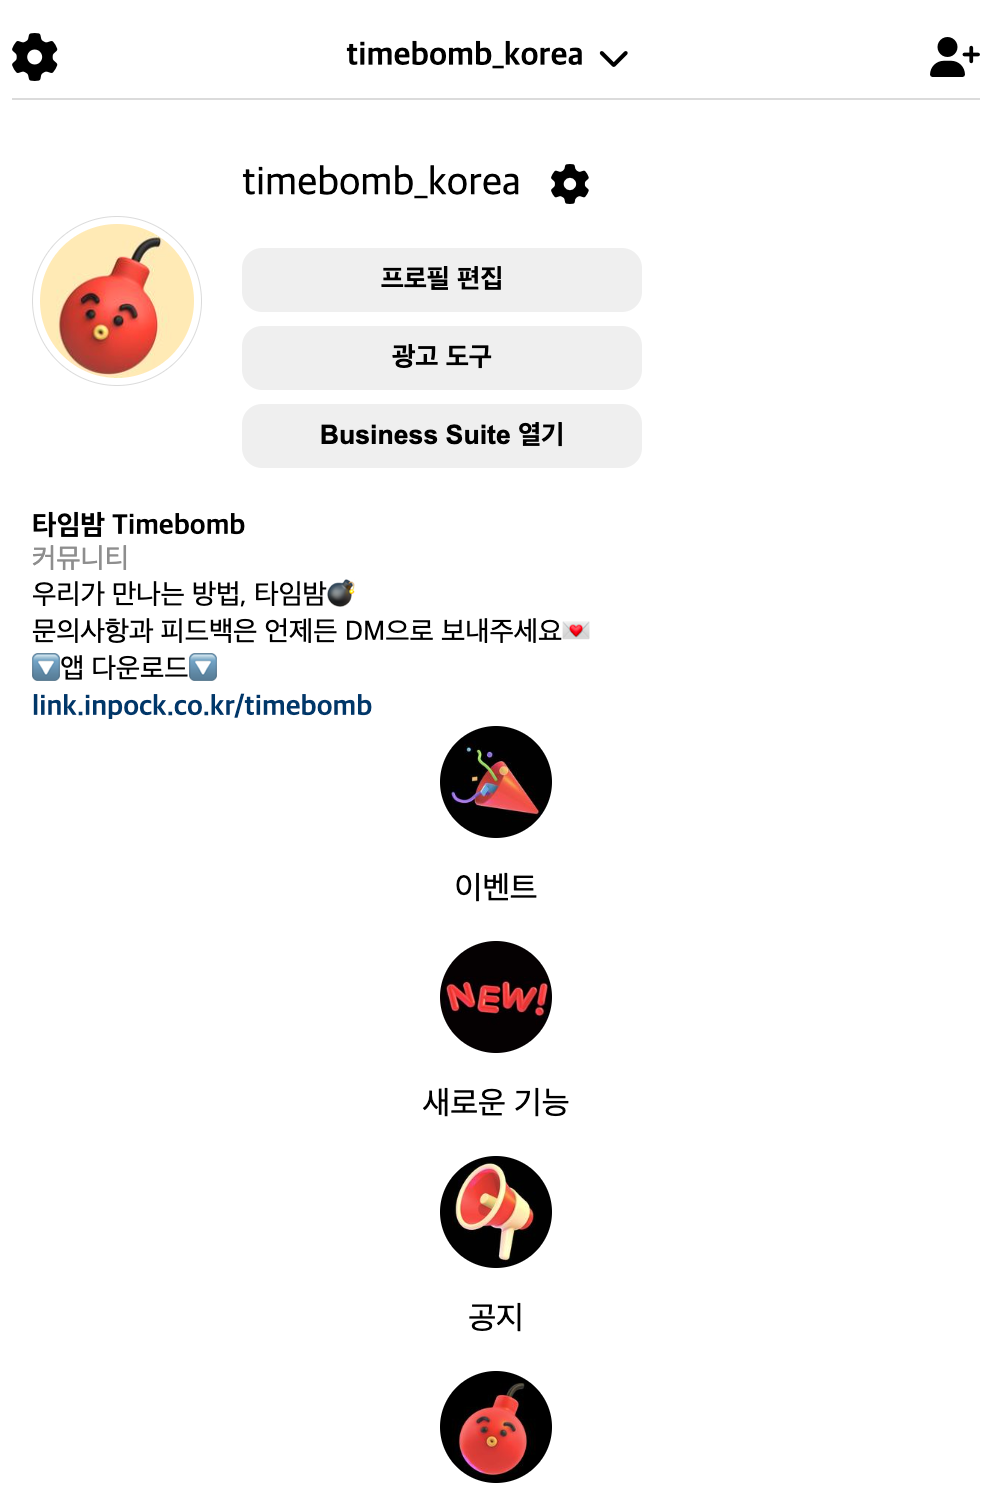 timebomb_korea
timebomb_korea
프로필 편집
광고 도구
Business Suite 열기
타임밤 Timebomb
커뮤니티
우리가 만나는 방법, 타임밤💣
문의사항과 피드백은 언제든 DM으로 보내주세요💌
🔽앱 다운로드🔽
link.inpock.co.kr/timebomb
이벤트
NEW!
새로운 기능
공지